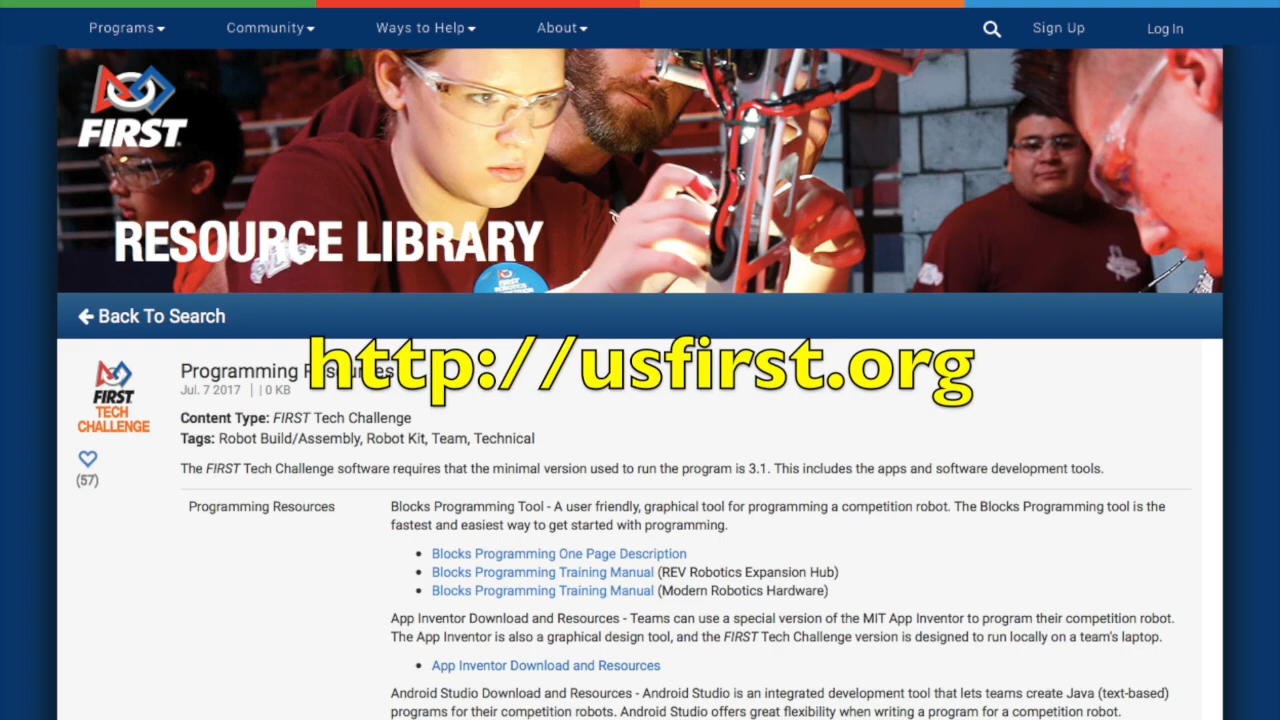 Programs
Community
Ways to Help
About
Sign Up
Log In
FIRST
RESOURCE LIBRARY
Back To Search
http://usfirst.org
Programming Resources
Jul. 7 2017 | | 0 KB
FIRST
TECH
CHALLENGE
(57)
Content Type: FIRST Tech Challenge
Tags: Robot Build/Assembly, Robot Kit, Team, Technical
The FIRST Tech Challenge software requires that the minimal version used to run the program is 3.1. This includes the apps and software development tools.
Programming Resources
Blocks Programming Tool - A user friendly, graphical tool for programming a competition robot. The Blocks Programming tool is the
fastest and easiest way to get started with programming.
• Blocks Programming One Page Description
• Blocks Programming Training Manual (REV Robotics Expansion Hub)
• Blocks Programming Training Manual (Modern Robotics Hardware)
App Inventor Download and Resources - Teams can use a special version of the MIT App Inventor to program their competition robot.
The App Inventor is also a graphical design tool, and the FIRST Tech Challenge version is designed to run locally on a team's laptop.
• App Inventor Download and Resources
Android Studio Download and Resources - Android Studio is an integrated development tool that lets teams create Java (text-based)
programs for their competition robots. Android Studio offers great flexibility when writing a program for a competition robot.